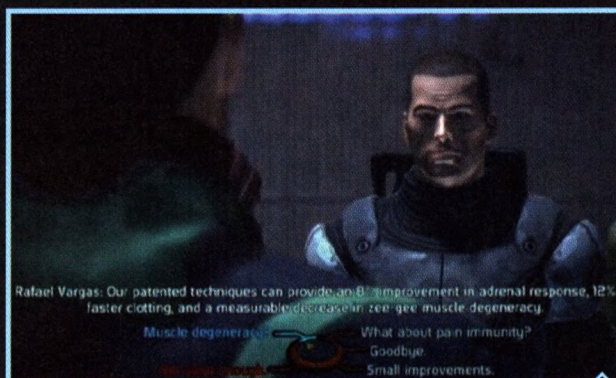 Rafael Vargas: Our patented techniques can provide an 8% improvement in adrenal response, 12%
faster clotting, and a measurable decrease in zee-gee muscle degeneracy.
Muscle degeneracy?
What about pain immunity?
Goodbye.
Small improvements.